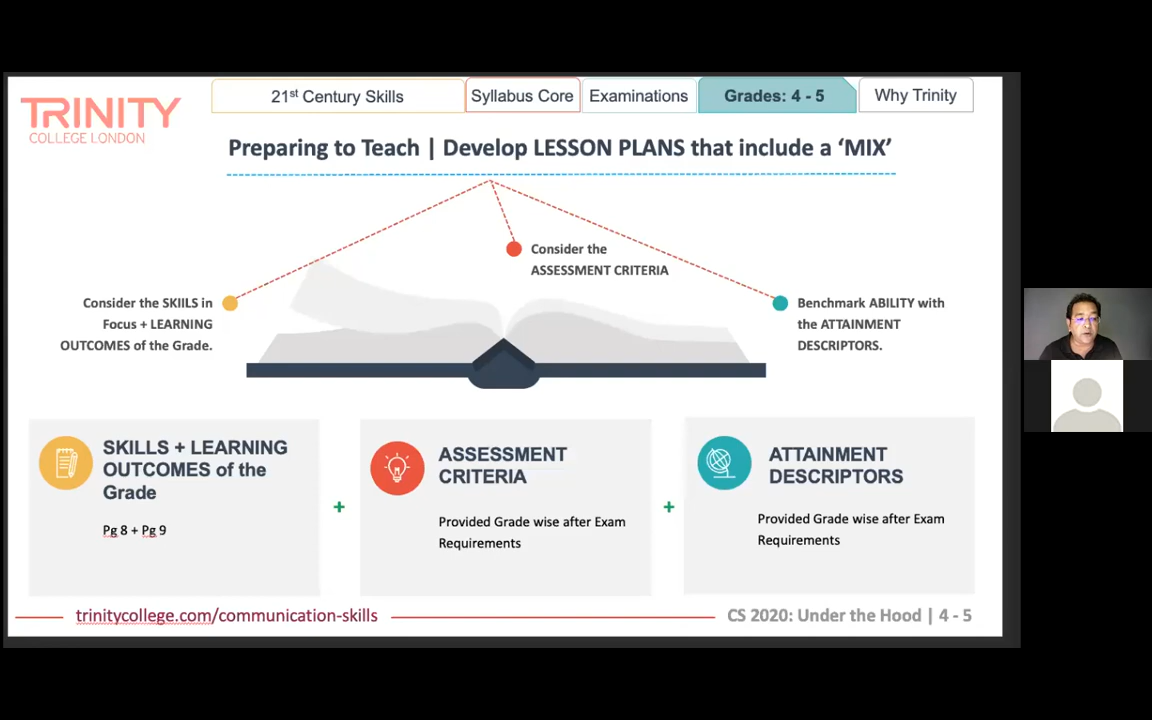 TRINITY
COLLEGE LONDON
21st Century Skills
Syllabus Core
Examinations
Grades: 4 - 5
Why Trinity
Preparing to Teach | Develop LESSON PLANS that include a ‘MIX’
Consider the
ASSESSMENT CRITERIA
Consider the SKIILS in
Focus + LEARNING
OUTCOMES of the Grade.
Benchmark ABILITY with
the ATTAINMENT
DESCRIPTORS.
SKILLS + LEARNING
OUTCOMES of the
Grade
Pg 8 + Pg 9
+
ASSESSMENT
CRITERIA
Provided Grade wise after Exam
Requirements
+
ATTAINMENT
DESCRIPTORS
Provided Grade wise after Exam
Requirements
trinitycollege.com/communication-skills
CS 2020: Under the Hood | 4 - 5